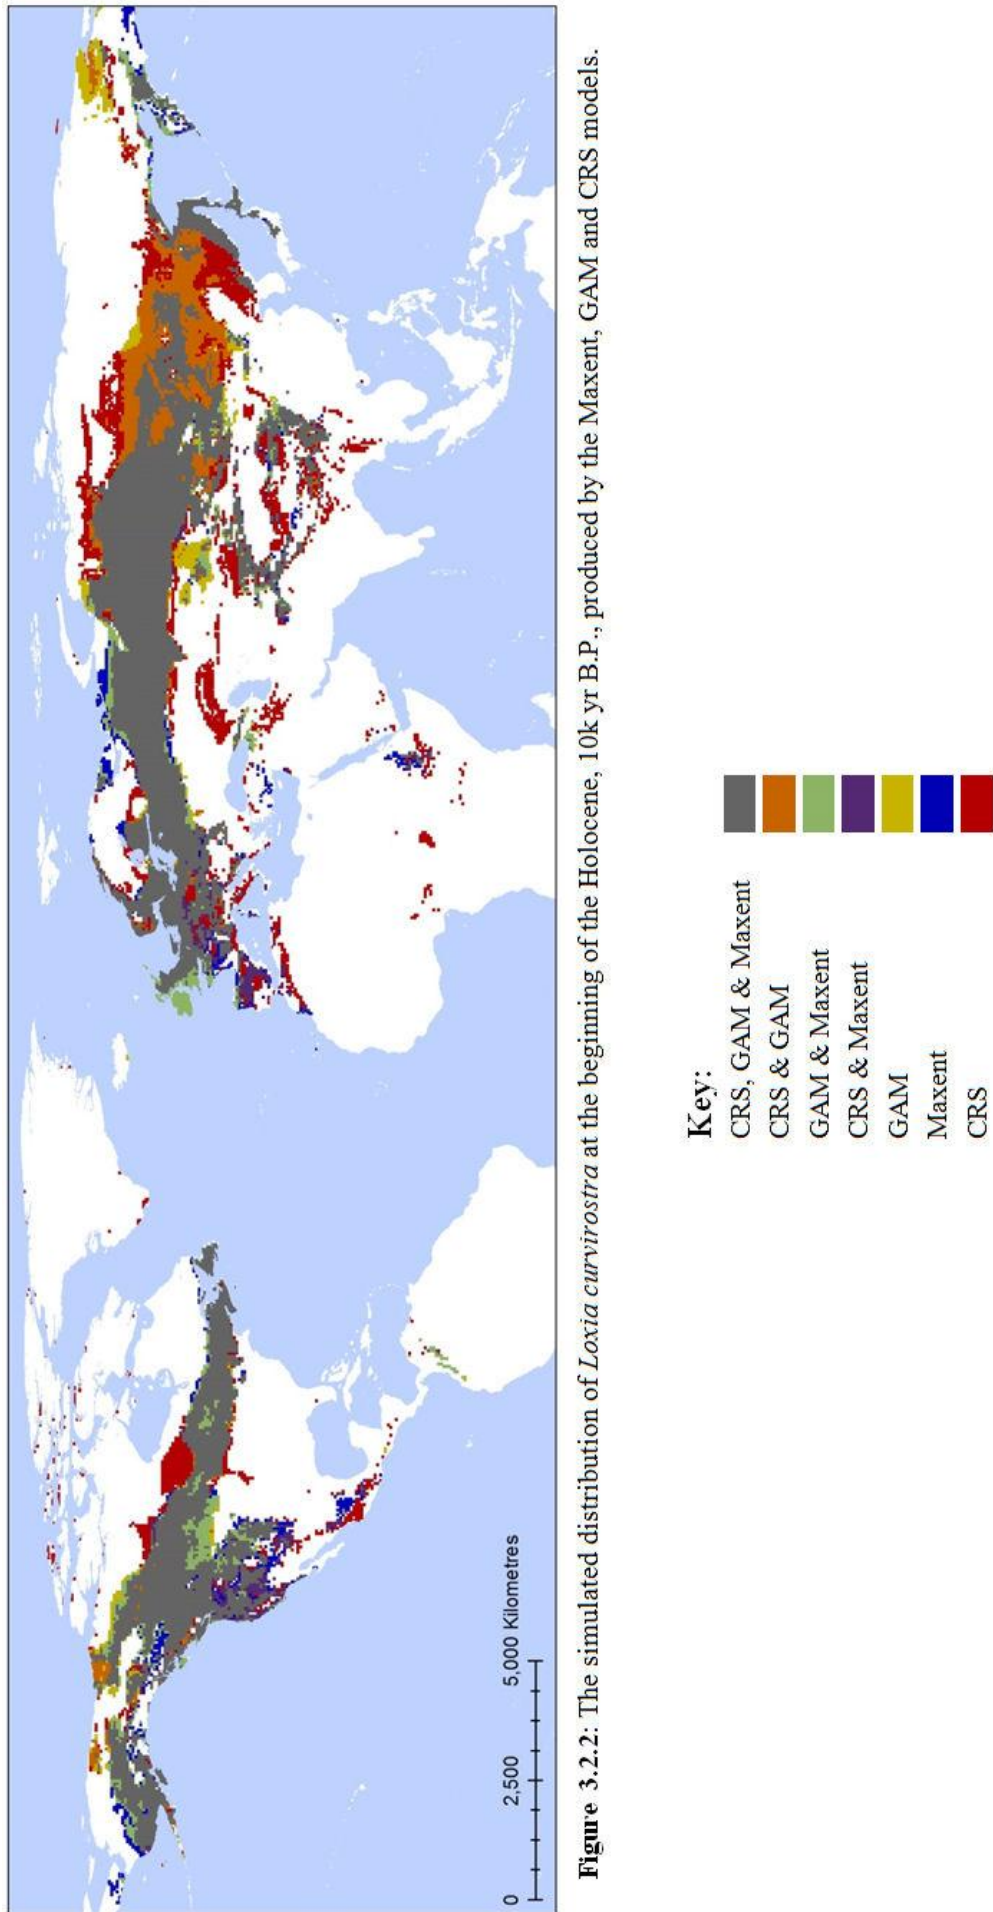 0 2,500 5,000 Kilometres
Figure 3.2.2: The simulated distribution of Loxia curvirostra at the beginning of the Holocene, 10k yr B.P., produced by the Maxent, GAM and CRS models.
Key:
CRS, GAM & Maxent
CRS & GAM
GAM & Maxent
CRS & Maxent
GAM
Maxent
CRS